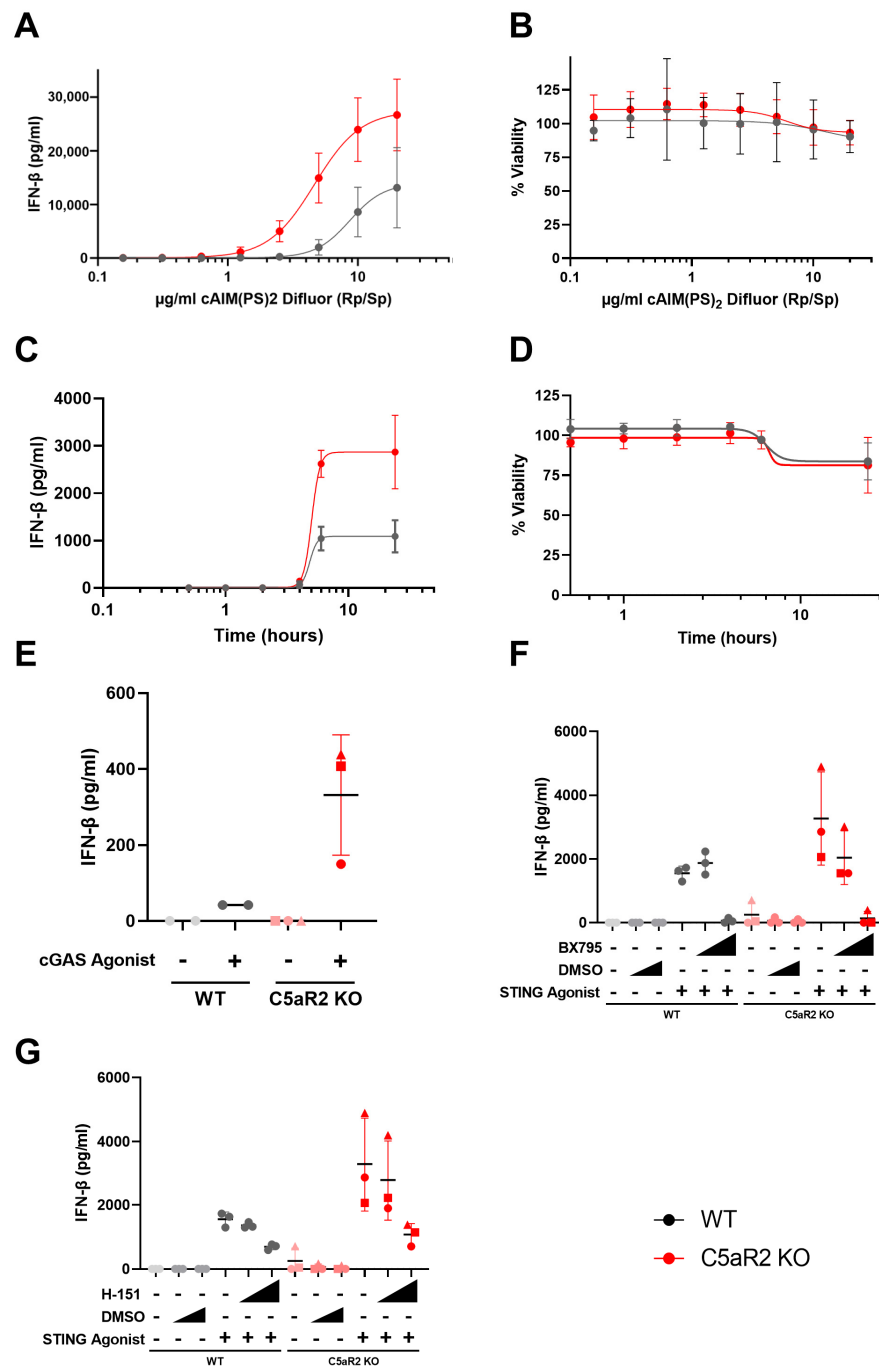 A
30,000
20,000
10,000
0
IFN-β (pg/ml)
0.1 1 10
µg/ml cAIM(PS)2 Difluor (Rp/Sp)
B
125
100
75
50
25
0
% Viability
0.1 1 10
µg/ml cAIM(PS)2 Difluor (Rp/Sp)
C
4000
3000
2000
1000
0
IFN-β (pg/ml)
0.1 1 10
Time (hours)
D
125
100
75
50
25
0
% Viability
1 10
Time (hours)
E
600
400
200
0
IFN-β (pg/ml)
cGAS Agonist - + - +
WT C5aR2 KO
F
6000
4000
2000
0
IFN-β (pg/ml)
BX795 - - - - - - - -
DMSO - - - - - - - -
STING Agonist - - - + + + - - - + + +
WT C5aR2 KO
G
6000
4000
2000
0
IFN-β (pg/ml)
H-151 - - - - - - - -
DMSO - - - - - - - -
STING Agonist - - - + + + - - - + + +
WT C5aR2 KO
WT
C5aR2 KO